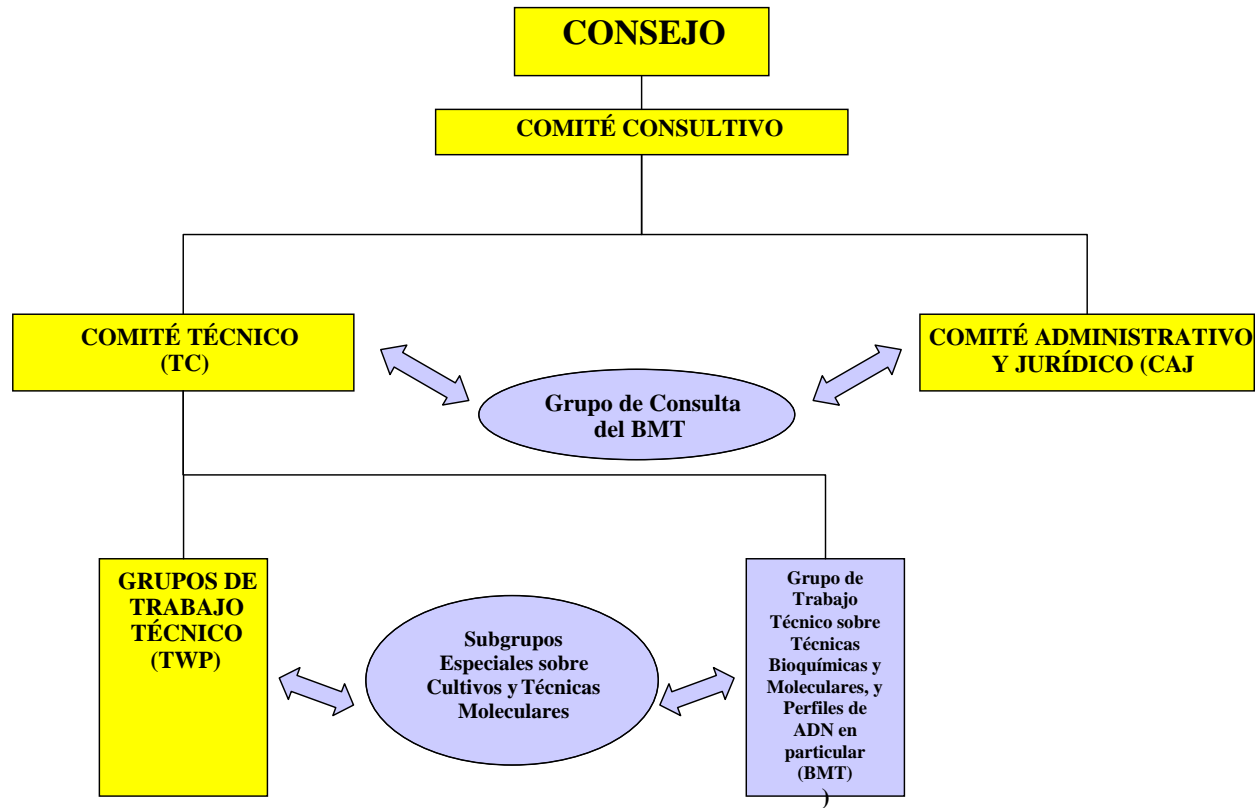 CONSEJO
COMITÉ CONSULTIVO
COMITÉ TÉCNICO
(TC)
COMITÉ ADMINISTRATIVO
Y JURÍDICO (CAJ
Grupo de Consulta
del BMT
GRUPOS DE
TRABAJO
TÉCNICO
(TWP)
Subgrupos
Especiales sobre
Cultivos y Técnicas
Moleculares
Grupo de
Trabajo
Técnico sobre
Técnicas
Bioquímicas y
Moleculares, y
Perfiles de
ADN en
particular
(BMT)
)